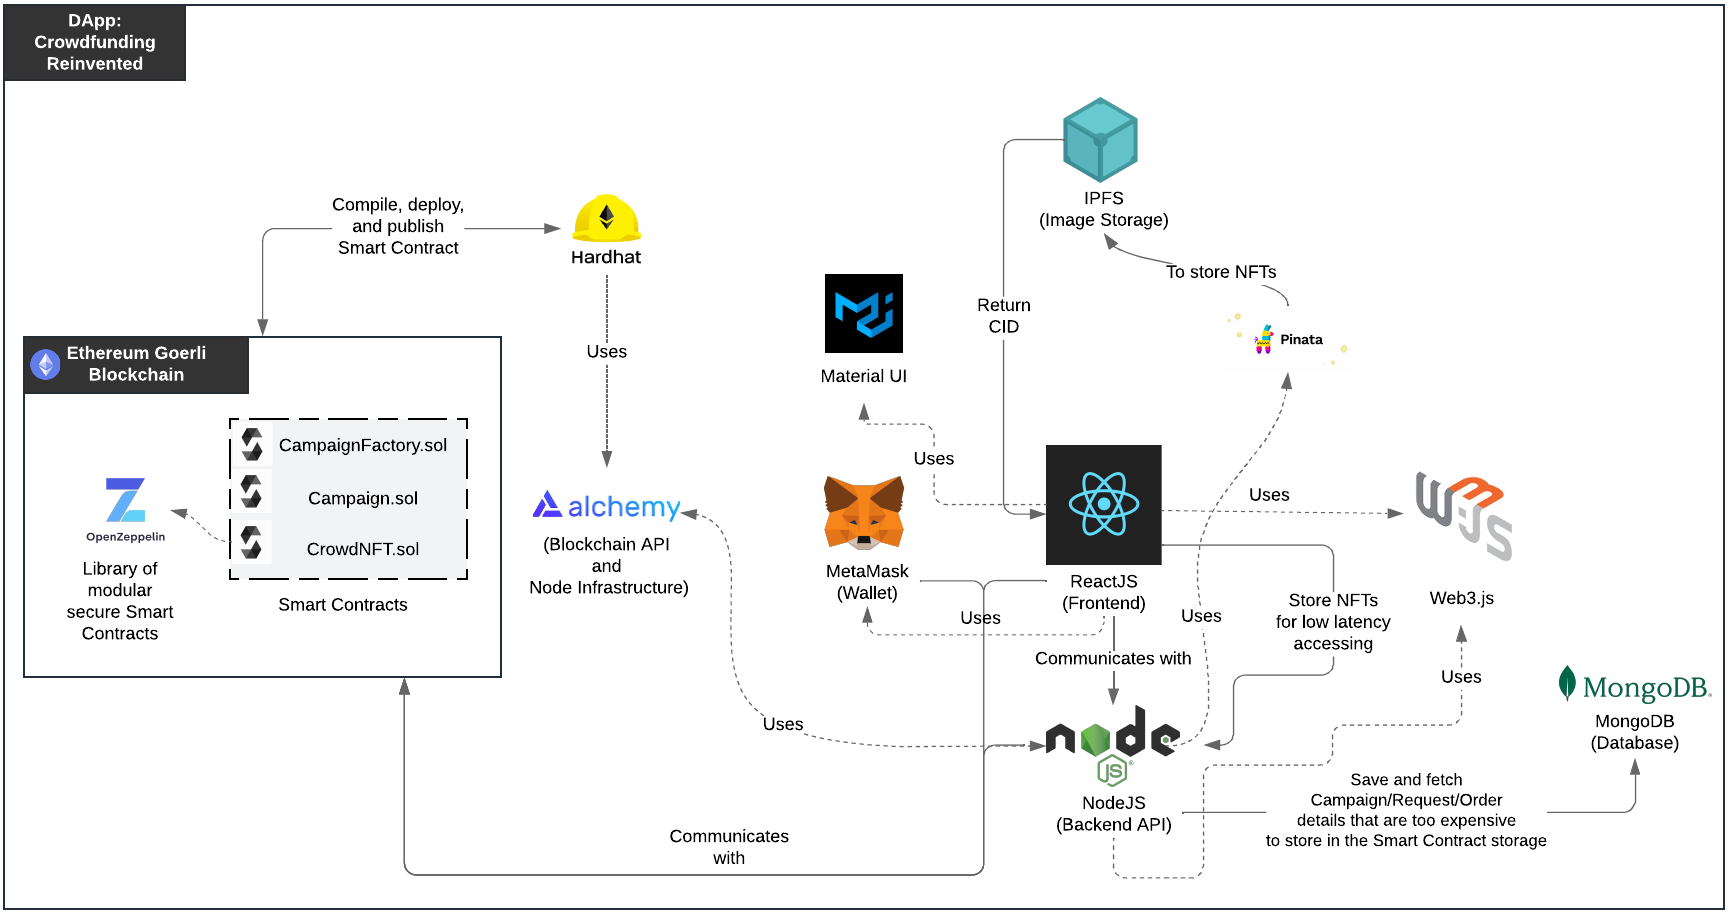 DApp:
Crowdfunding
Reinvented
IPFS
(Image Storage)
Compile, deploy,
and publish
Smart Contract
Hardhat
To store NFTs
Return
CID
Pinata
Uses
Material UI
Ethereum Goerli
Blockchain
CampaignFactory.sol
Campaign.sol
CrowdNFT.sol
Smart Contracts
OpenZeppelin
Library of
modular
secure Smart
Contracts
alchemy
(Blockchain API
and
Node Infrastructure)
Uses
MetaMask
(Wallet)
Uses
ReactJS
(Frontend)
Uses
W3JS
Web3.js
Uses
Store NFTs
for low latency
accessing
Communicates with
Uses
MongoDB®
MongoDB
(Database)
Uses
node
JS®
NodeJS
(Backend API)
Save and fetch
Campaign/Request/Order
details that are too expensive
to store in the Smart Contract storage
Communicates
with